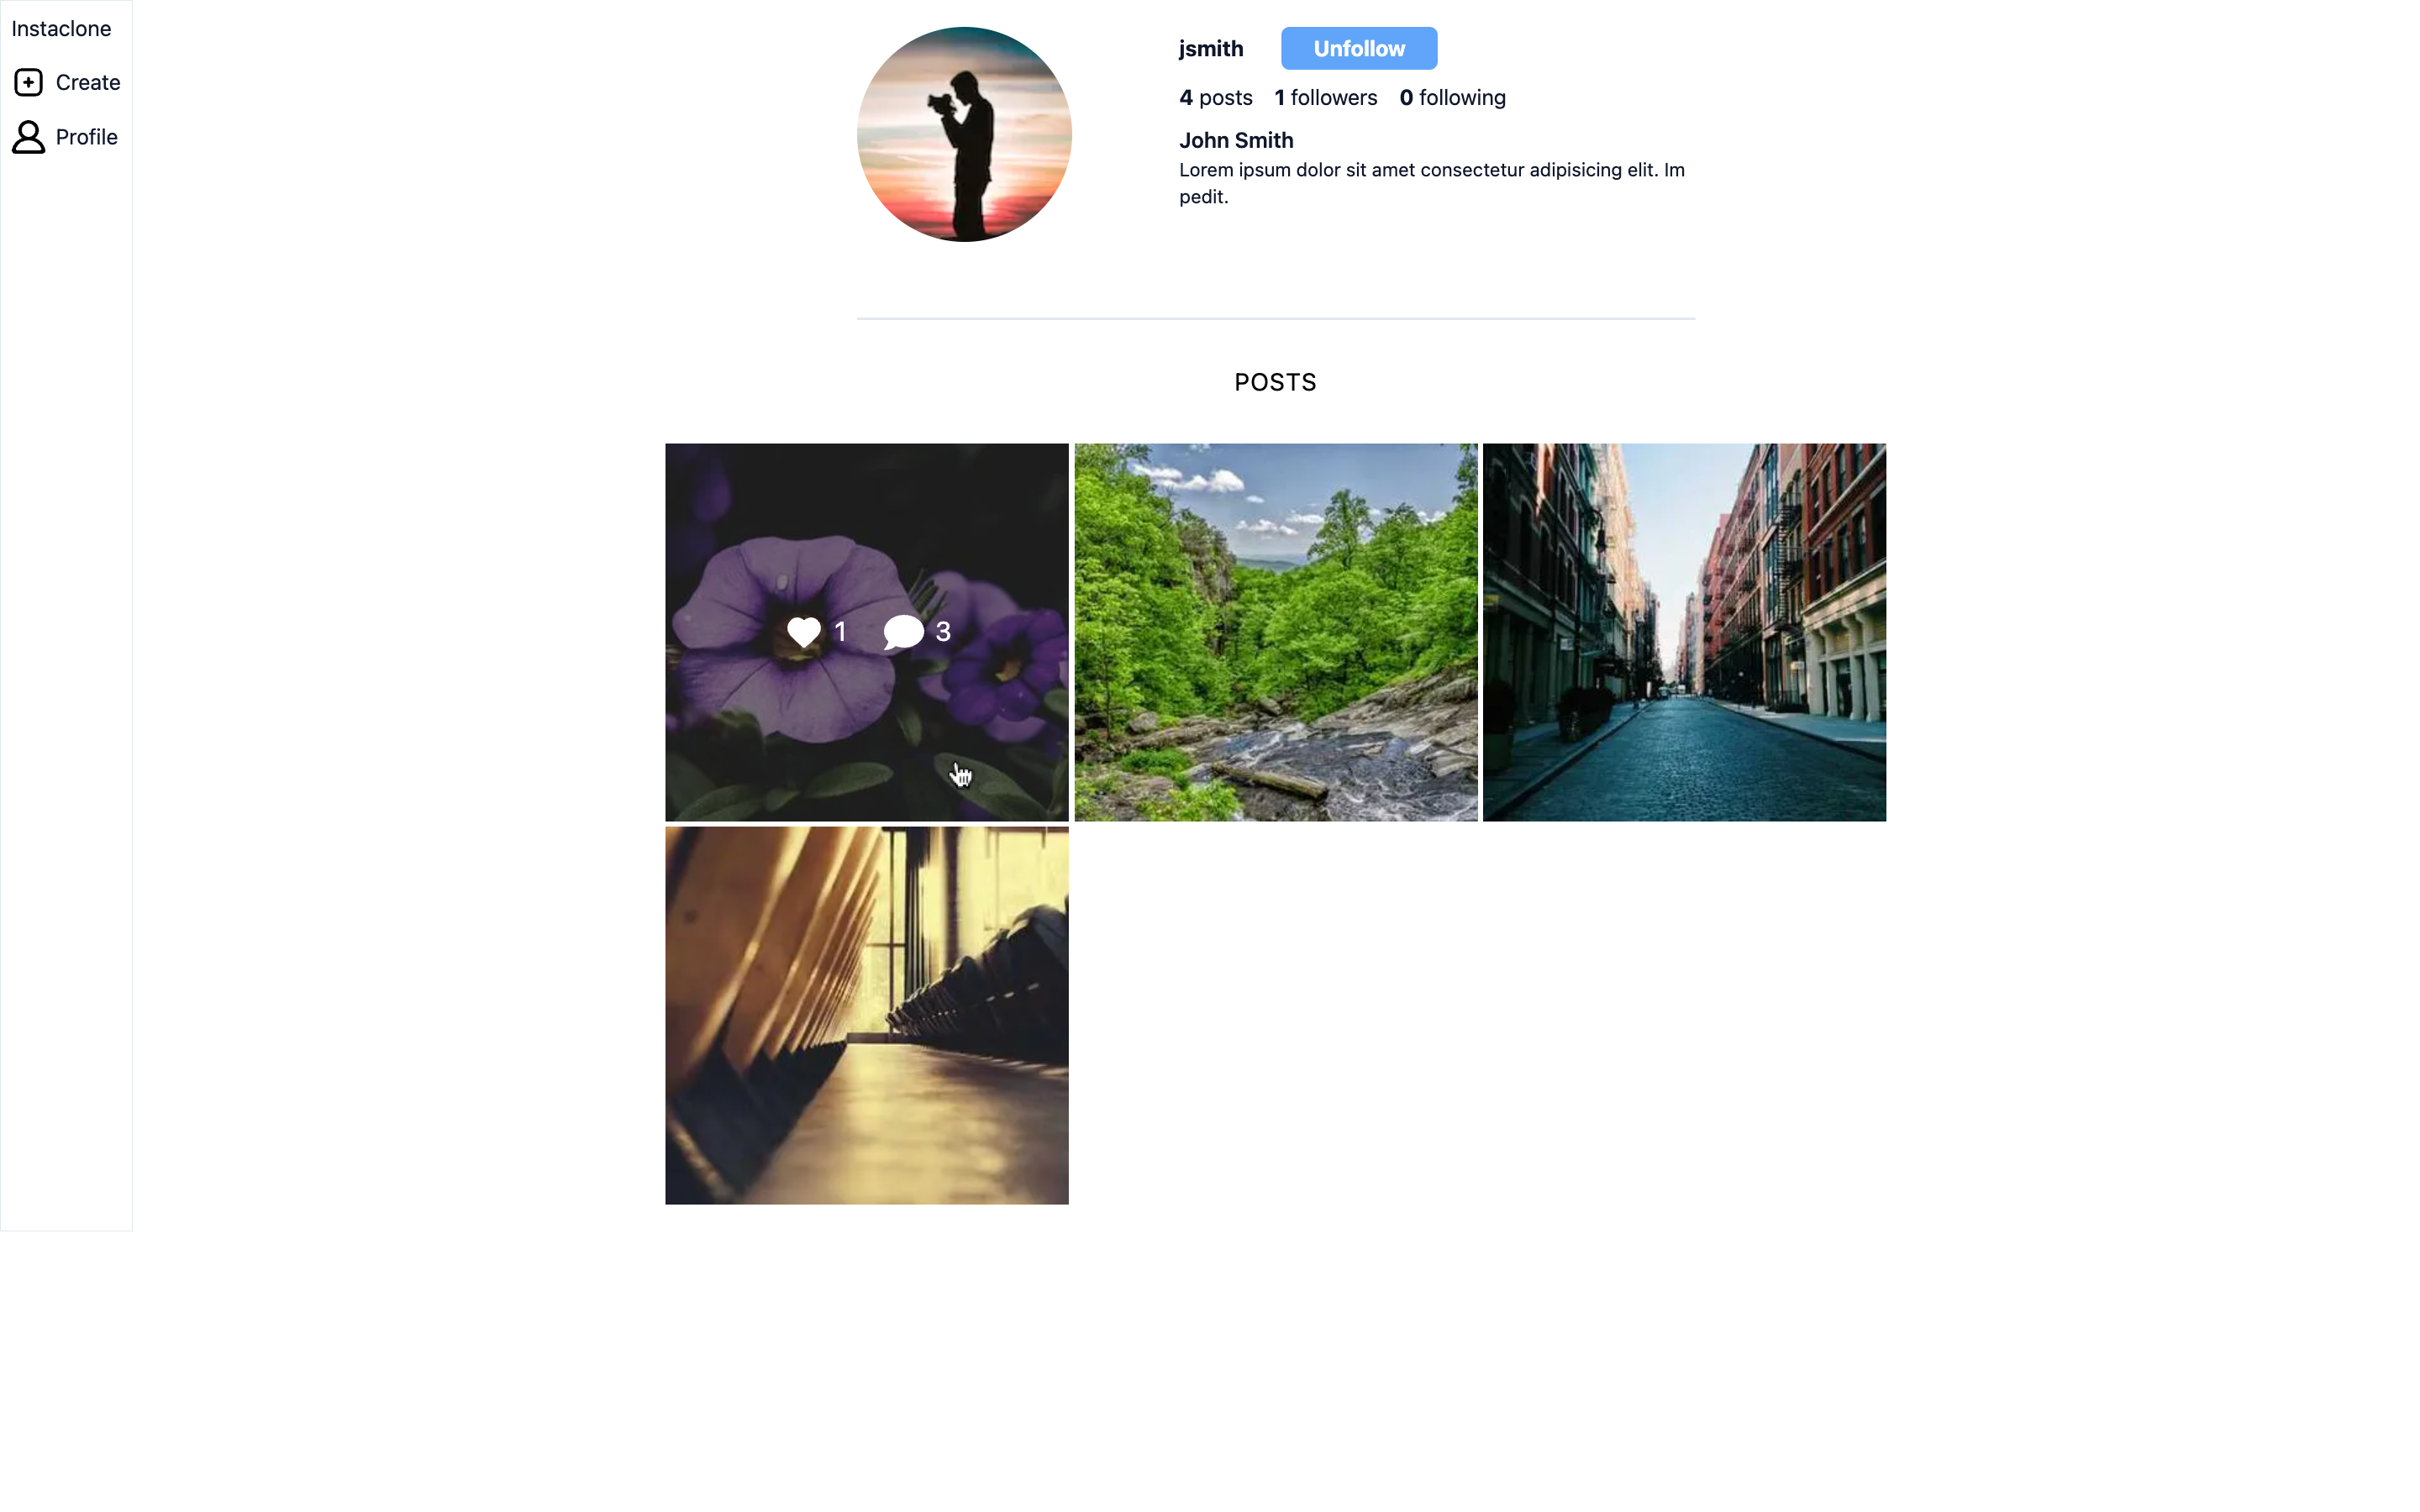 Instaclone
Create
Profile
jsmith Unfollow
4 posts 1 followers 0 following
John Smith
Lorem ipsum dolor sit amet consectetur adipisicing elit. Im
pedit.
POSTS
1 3